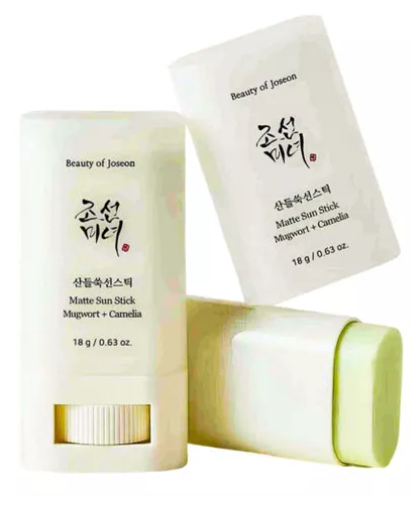 Beauty of Joseon
조선
미녀
산들쑥선스틱
Matte Sun Stick
Mugwort + Camelia
18 g / 0.63 oz.
Beauty of Joseon
조선
미녀
산들쑥선스틱
Matte Sun Stick
Mugwort + Camelia
18 g / 0.63 oz.